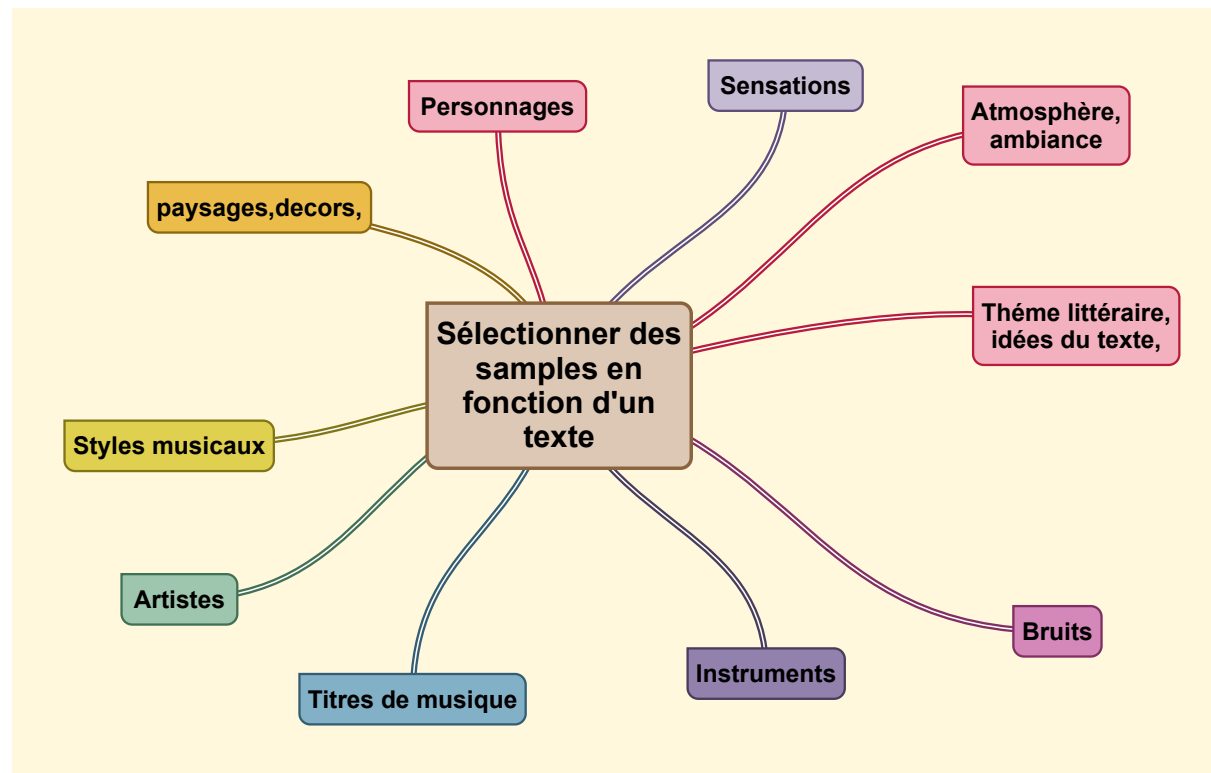 Sensations
Personnages
Atmosphère,
ambiance
paysages,decors,
Théme littéraire,
idées du texte,
Sélectionner des
samples en
fonction d'un
texte
Styles musicaux
Artistes
Bruits
Instruments
Titres de musique